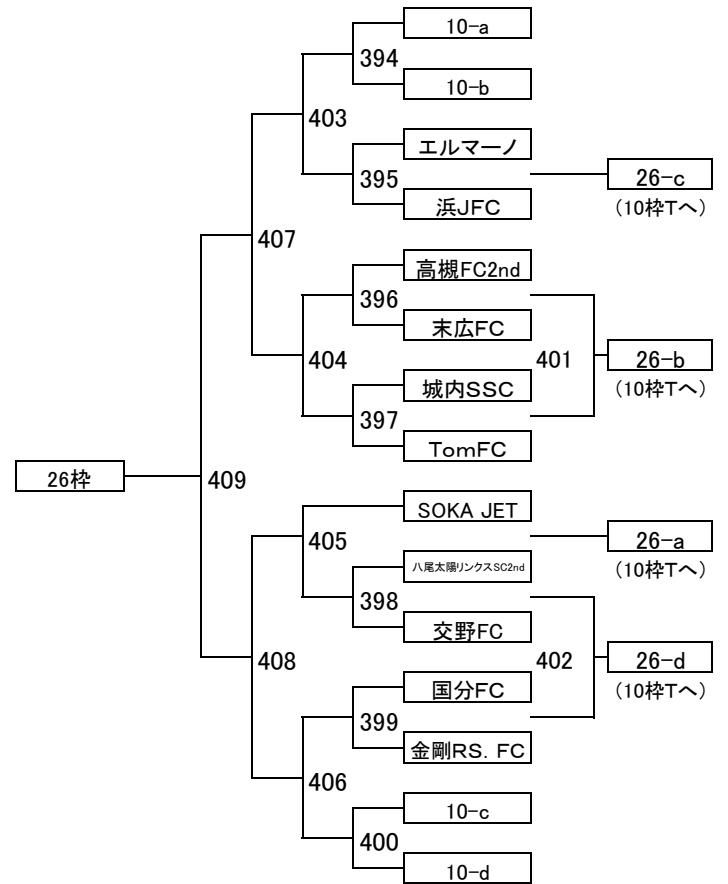 10-a
394
10-b
403
エルマーノ
395
26-c
浜JFC
(10枠Tへ)
407
高槻FC2nd
396
末広FC
404
401
26-b
城内SSC
(10枠Tへ)
397
TomFC
26枠
409
SOKA JET
405
26-a
八尾太陽リンクスSC2nd
(10枠Tへ)
398
交野FC
408
402
26-d
国分FC
(10枠Tへ)
399
金剛RS. FC
406
10-c
400
10-d